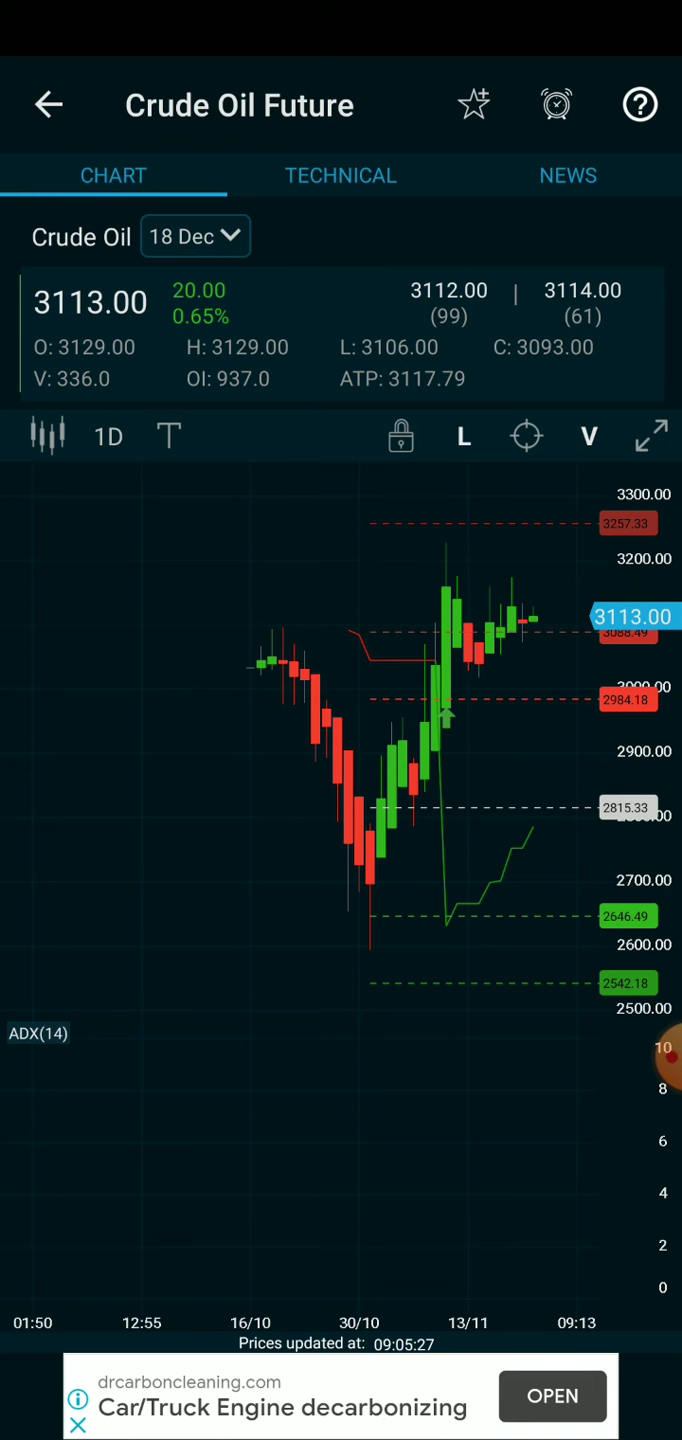 Crude Oil Future
CHART TECHNICAL NEWS
Crude Oil 18 Dec
3113.00 20.00 0.65% 3112.00 (99) | 3114.00 (61)
O: 3129.00 H: 3129.00 L: 3106.00 C: 3093.00
V: 336.0 OI: 937.0 ATP: 3117.79
1D T L V
3300.00
3257.33
3200.00
3113.00
3088.49
3000.00
2984.18
2900.00
2815.33
2700.00
2646.49
2600.00
2542.18
2500.00
ADX(14)
10
8
6
4
2
0
01:50 12:55 16/10 30/10 13/11 09:13
Prices updated at: 09:05:27
drcarboncleaning.com
Car/Truck Engine decarbonizing
OPEN